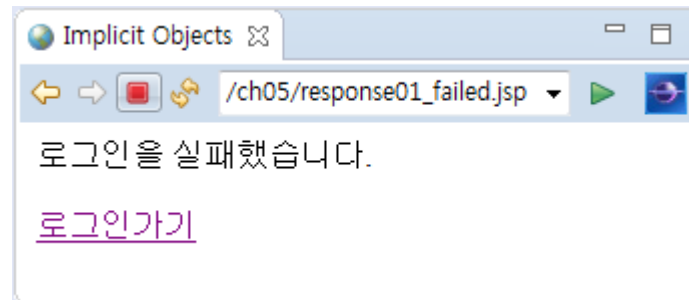 Implicit Objects
/ch05/response01_failed.jsp
로그인을 실패했습니다.
로그인가기